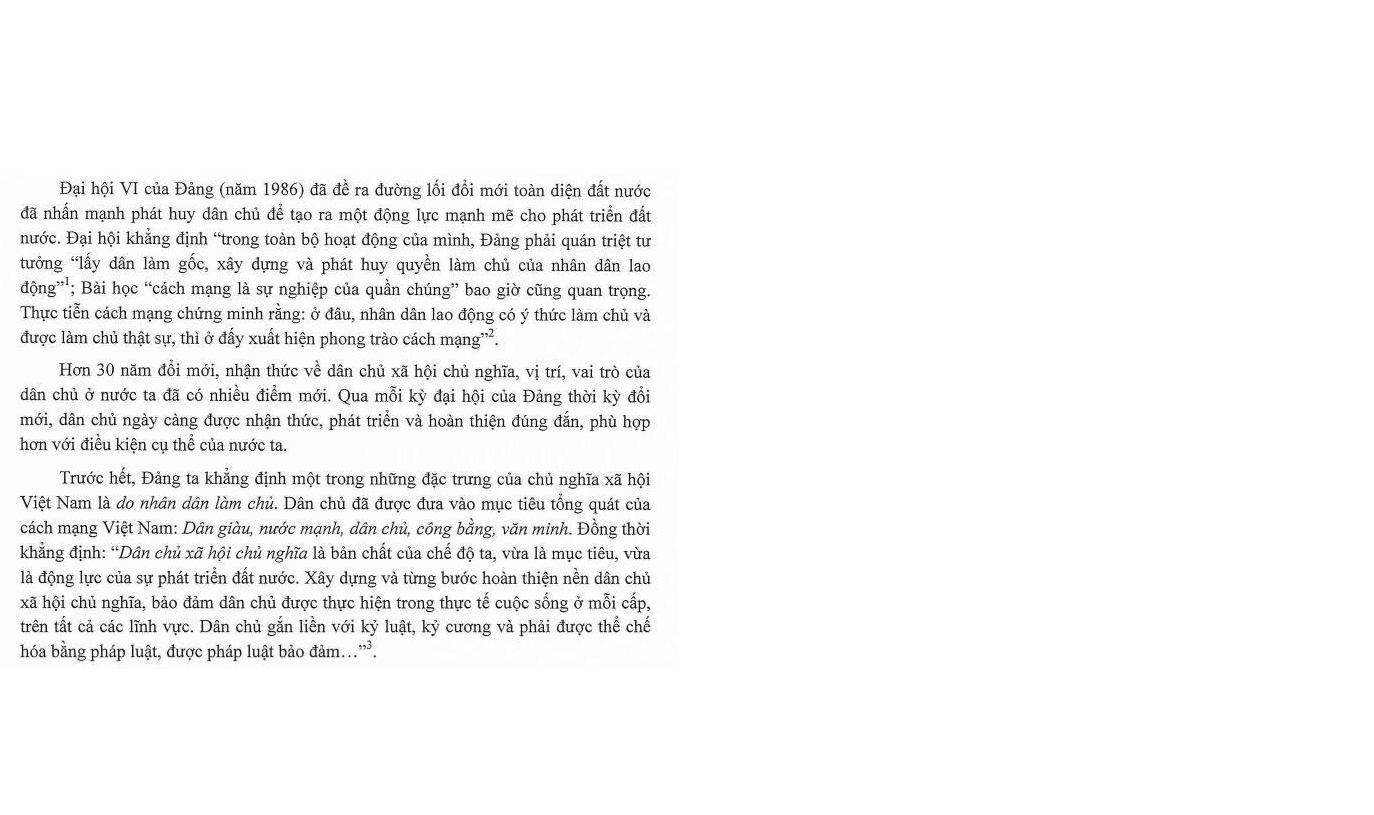 Đại hội VI của Đảng (năm 1986) đã đề ra đường lối đổi mới toàn diện đất nước
đã nhấn mạnh phát huy dân chủ để tạo ra một động lực mạnh mẽ cho phát triển đất
nước. Đại hội khẳng định “trong toàn bộ hoạt động của mình, Đảng phải quán triệt tư
tưởng “lấy dân làm gốc, xây dựng và phát huy quyền làm chủ của nhân dân lao
động”¹; Bài học “cách mạng là sự nghiệp của quần chúng” bao giờ cũng quan trọng.
Thực tiễn cách mạng chứng minh rằng: ở đâu, nhân dân lao động có ý thức làm chủ và
được làm chủ thật sự, thì ở đấy xuất hiện phong trào cách mạng”².
Hơn 30 năm đổi mới, nhận thức về dân chủ xã hội chủ nghĩa, vị trí, vai trò của
dân chủ ở nước ta đã có nhiều điểm mới. Qua mỗi kỳ đại hội của Đảng thời kỳ đổi
mới, dân chủ ngày càng được nhận thức, phát triển và hoàn thiện đúng đắn, phù hợp
hơn với điều kiện cụ thể của nước ta.
Trước hết, Đảng ta khẳng định một trong những đặc trưng của chủ nghĩa xã hội
Việt Nam là do nhân dân làm chủ. Dân chủ đã được đưa vào mục tiêu tổng quát của
cách mạng Việt Nam: Dân giàu, nước mạnh, dân chủ, công bằng, văn minh. Đồng thời
khẳng định: “Dân chủ xã hội chủ nghĩa là bản chất của chế độ ta, vừa là mục tiêu, vừa
là động lực của sự phát triển đất nước. Xây dựng và từng bước hoàn thiện nền dân chủ
xã hội chủ nghĩa, bảo đảm dân chủ được thực hiện trong thực tế cuộc sống ở mỗi cấp,
trên tất cả các lĩnh vực. Dân chủ gắn liền với kỷ luật, kỷ cương và phải được thể chế
hóa bằng pháp luật, được pháp luật bảo đảm…”³.